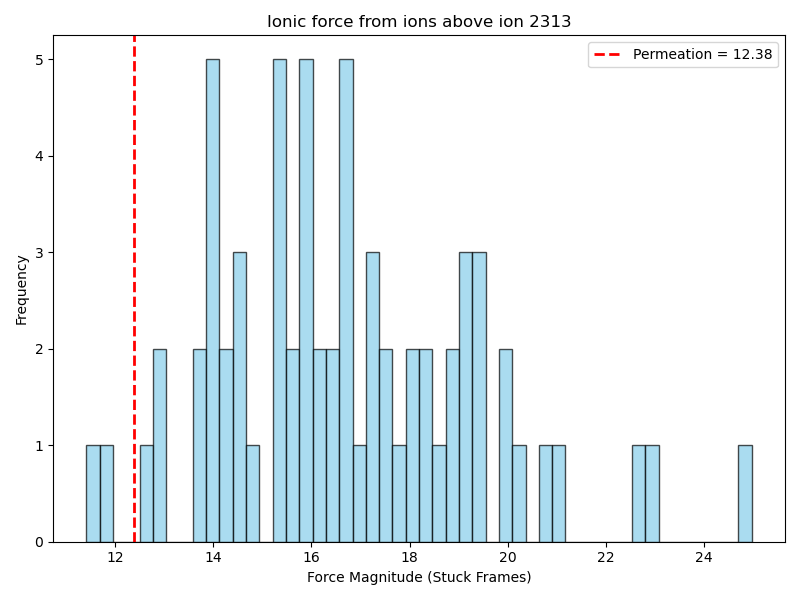 Ionic force from ions above ion 2313
Permeation = 12.38
5
4
3
2
1
0
Frequency
12 14 16 18 20 22 24
Force Magnitude (Stuck Frames)